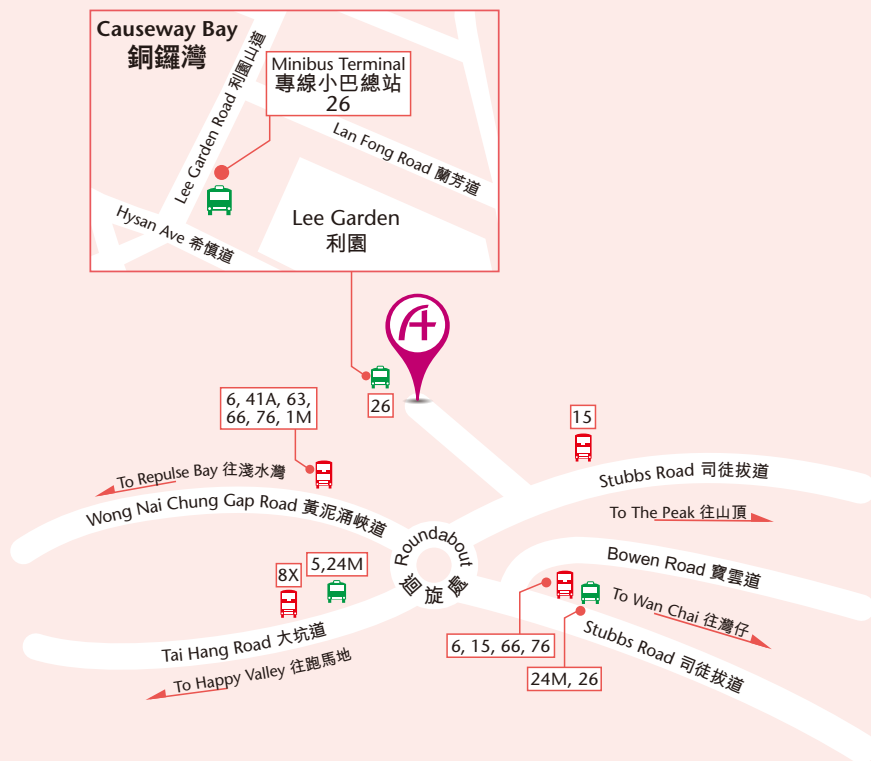 Causeway Bay
銅鑼灣
Minibus Terminal
專線小巴總站
26
Lee Garden Road 利園山道
Lan Fong Road 蘭芳道
Hysan Ave 希慎道
Lee Garden
利園
26
6, 41A, 63,
66, 76, 1M
15
To Repulse Bay 往淺水灣
Wong Nai Chung Gap Road 黃泥涌峽道
Stubbs Road 司徒拔道
To The Peak 往山頂
Roundabout
迴旋處
Bowen Road 寶雲道
8X
5,24M
To Wan Chai 往灣仔
Tai Hang Road 大坑道
To Happy Valley 往跑馬地
6, 15, 66, 76
24M, 26
Stubbs Road 司徒拔道